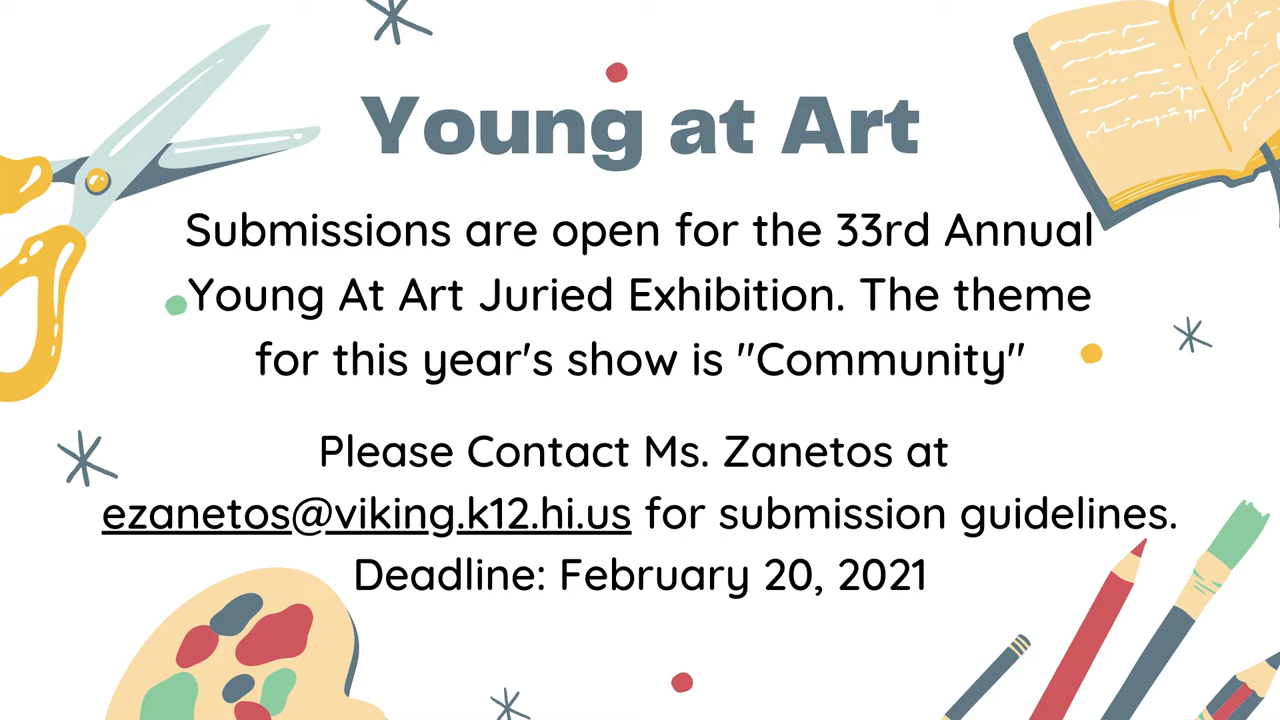 Young at Art
Submissions are open for the 33rd Annual
Young At Art Juried Exhibition. The theme
for this year's show is "Community"
Please Contact Ms. Zanetos at
ezanetos@viking.k12.hi.us for submission guidelines.
Deadline: February 20, 2021